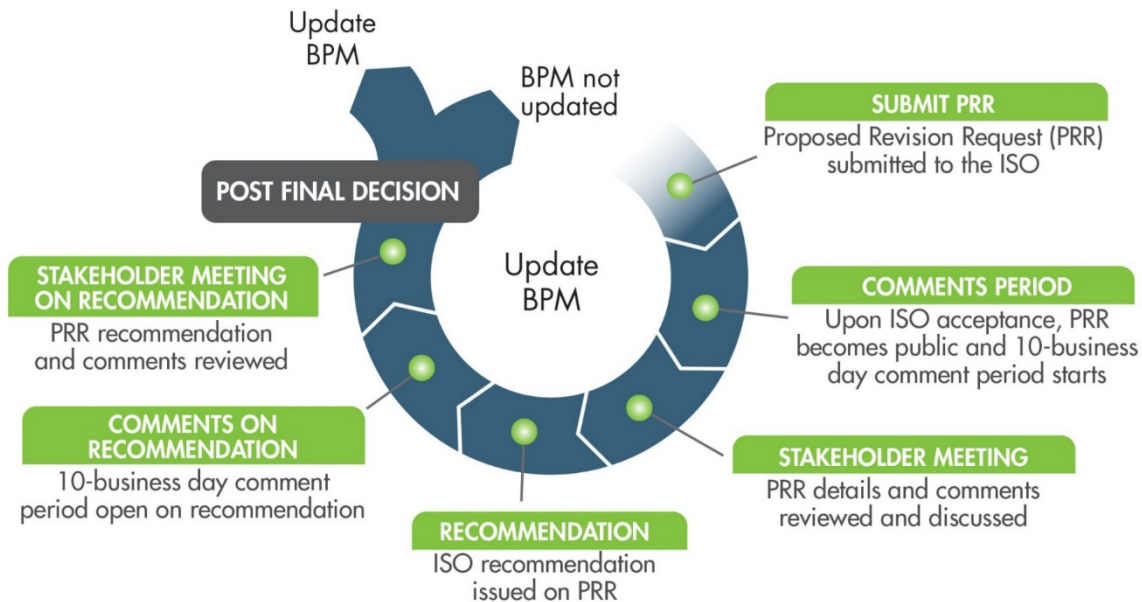 Update
BPM
BPM not
updated
SUBMIT PRR
Proposed Revision Request (PRR)
submitted to the ISO
POST FINAL DECISION
Update
BPM
STAKEHOLDER MEETING
ON RECOMMENDATION
PRR recommendation
and comments reviewed
COMMENTS PERIOD
Upon ISO acceptance, PRR
becomes public and 10-business
day comment period starts
COMMENTS ON
RECOMMENDATION
10-business day comment
period open on recommendation
STAKEHOLDER MEETING
PRR details and comments
reviewed and discussed
RECOMMENDATION
ISO recommendation
issued on PRR